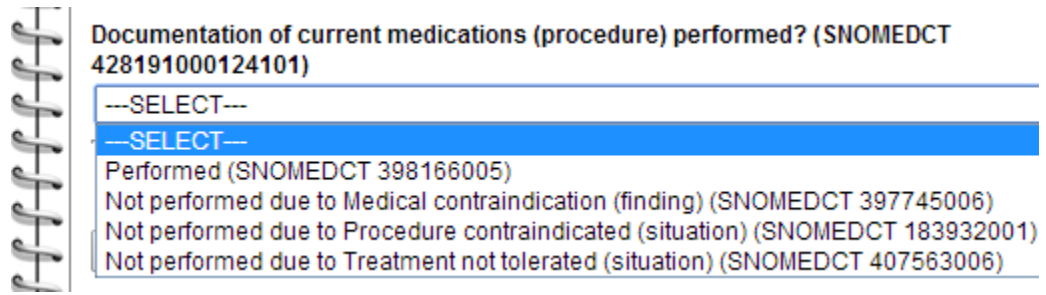 Documentation of current medications (procedure) performed? (SNOMEDCT
428191000124101)
---SELECT---
---SELECT---
Performed (SNOMEDCT 398166005)
Not performed due to Medical contraindication (finding) (SNOMEDCT 397745006)
Not performed due to Procedure contraindicated (situation) (SNOMEDCT 183932001)
Not performed due to Treatment not tolerated (situation) (SNOMEDCT 407563006)